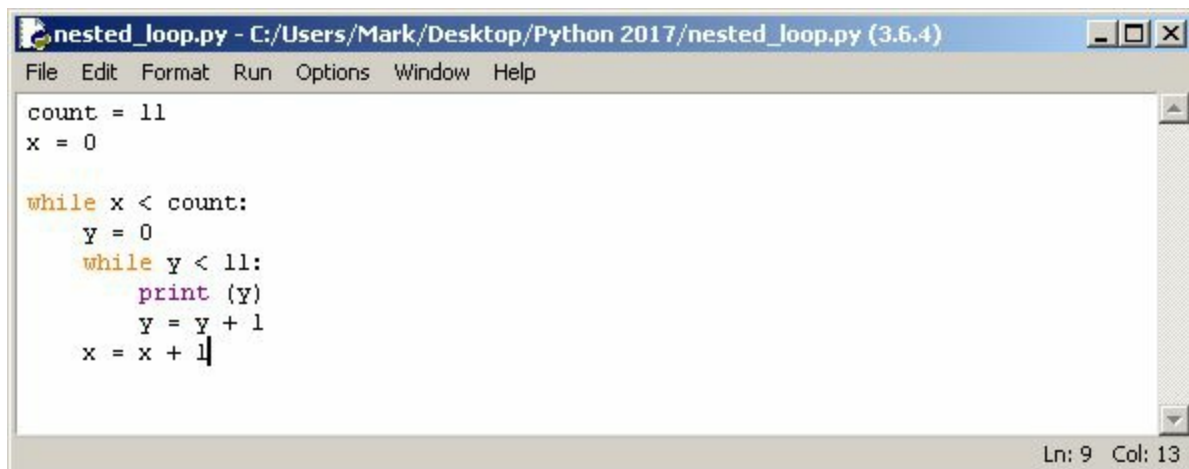 nested_loop.py - C:/Users/Mark/Desktop/Python 2017/nested_loop.py (3.6.4)
File Edit Format Run Options Window Help
count = 11
x = 0
while x < count:
    y = 0
    while y < 11:
        print (y)
        y = y + 1
    x = x + 1
Ln: 9 Col: 13